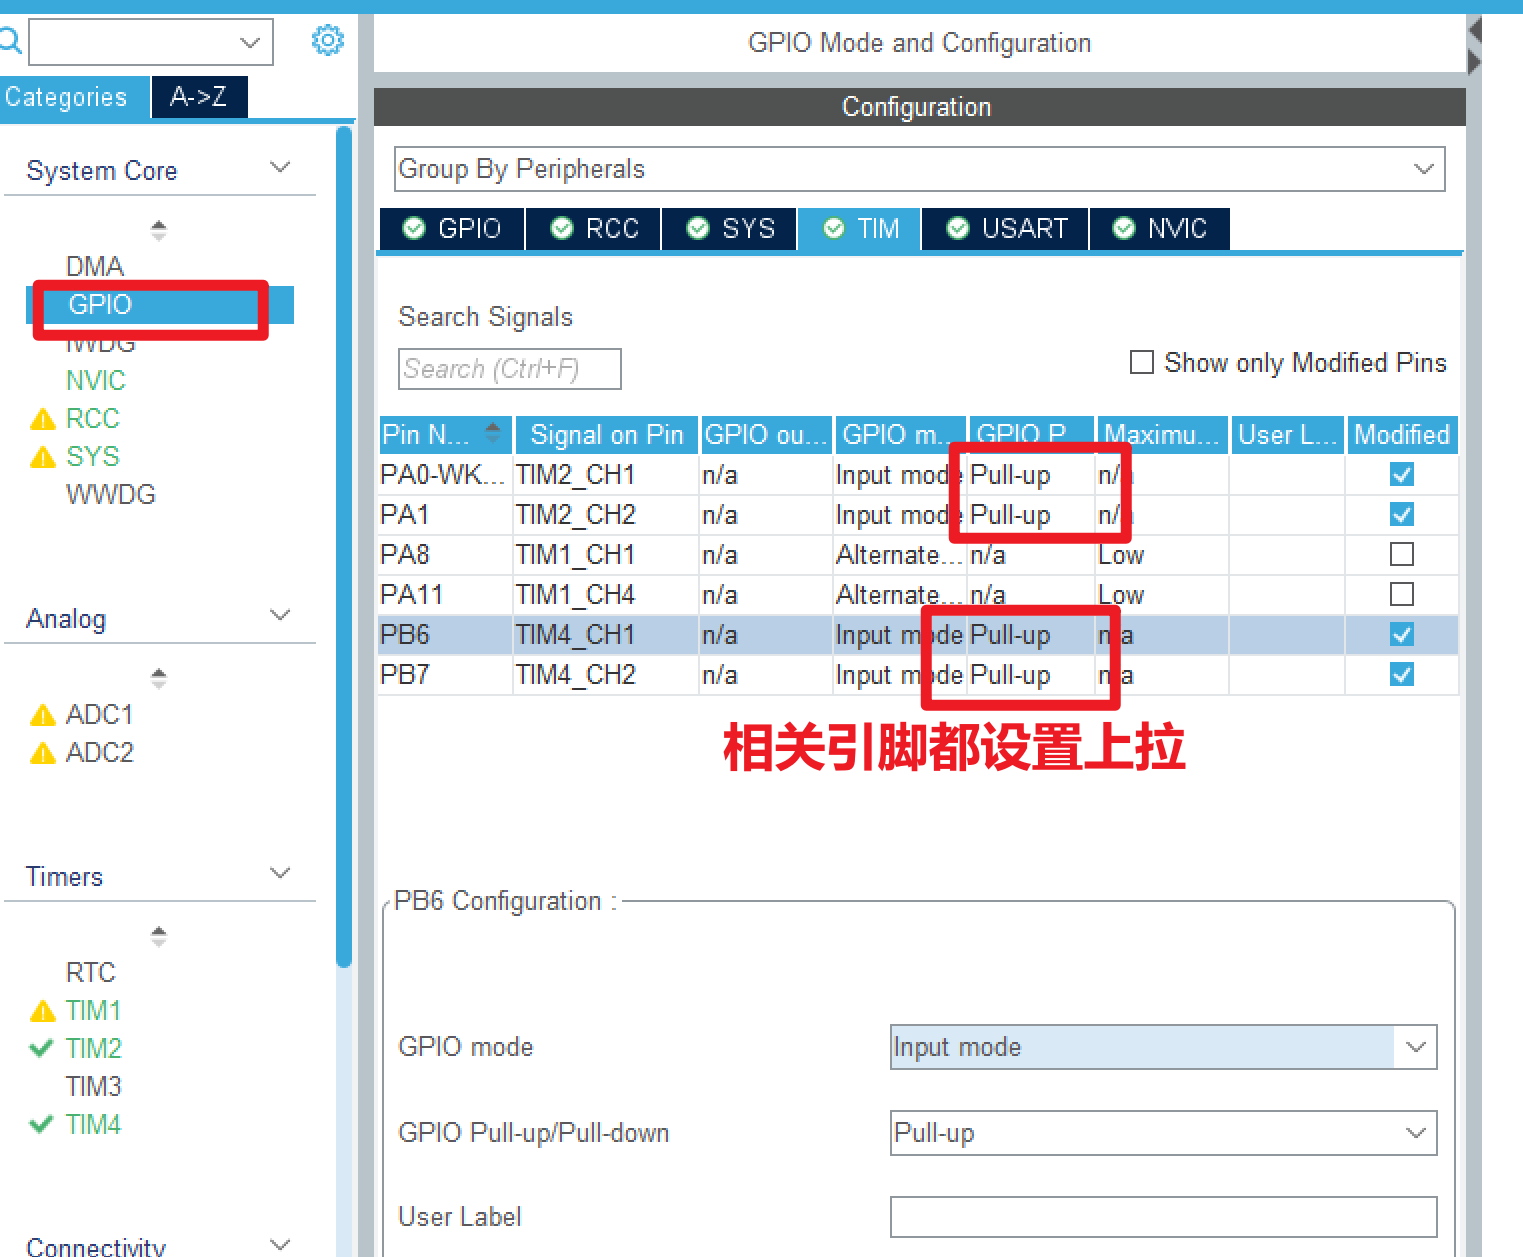 GPIO Mode and Configuration
Categories
A->Z
Configuration
System Core
Group By Peripherals
GPIO
RCC
SYS
TIM
USART
NVIC
DMA
GPIO
IWDG
NVIC
RCC
SYS
WWDG
Search Signals
Search (Ctrl+F)
Show only Modified Pins
Pin N... Signal on Pin GPIO ou... GPIO m... GPIO P... Maximu... User L... Modified
PA0-WK... TIM2_CH1 n/a Input mode Pull-up n/a
PA1 TIM2_CH2 n/a Input mode Pull-up n/a
PA8 TIM1_CH1 n/a Alternate... n/a Low
PA11 TIM1_CH4 n/a Alternate... n/a Low
PB6 TIM4_CH1 n/a Input mode Pull-up n/a
PB7 TIM4_CH2 n/a Input mode Pull-up n/a
相关引脚都设置上拉
Analog
ADC1
ADC2
Timers
RTC
TIM1
TIM2
TIM3
TIM4
Connectivity
PB6 Configuration :
GPIO mode
Input mode
GPIO Pull-up/Pull-down
Pull-up
User Label